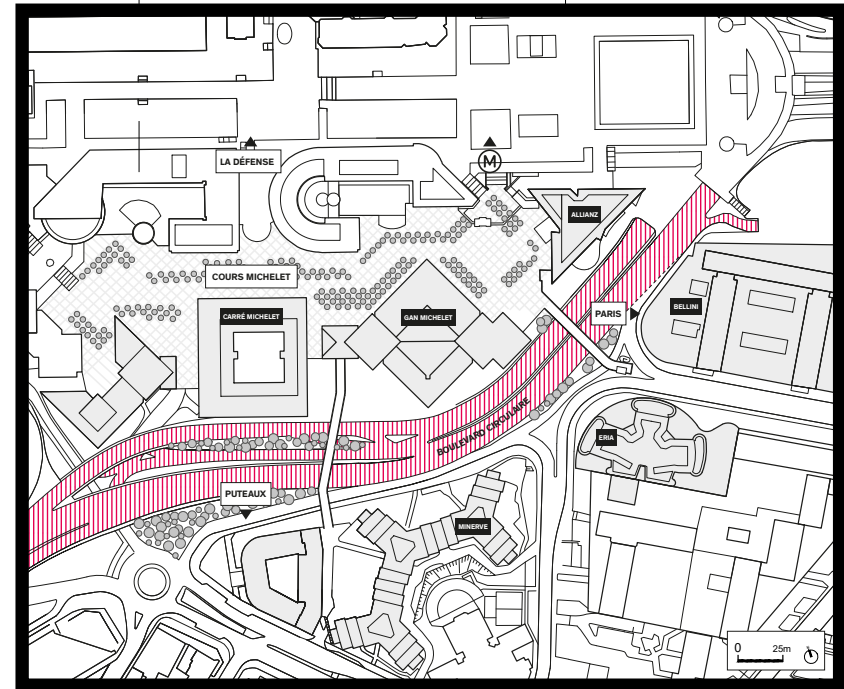 LA DÉFENSE
M
ALLIANZ
COURS MICHELET
CARRÉ MICHELET
GAN MICHELET
PARIS
BELLINI
BOULEVARD CIRCULAIRE
ERIA
PUTEAUX
MINERVE
0 25m